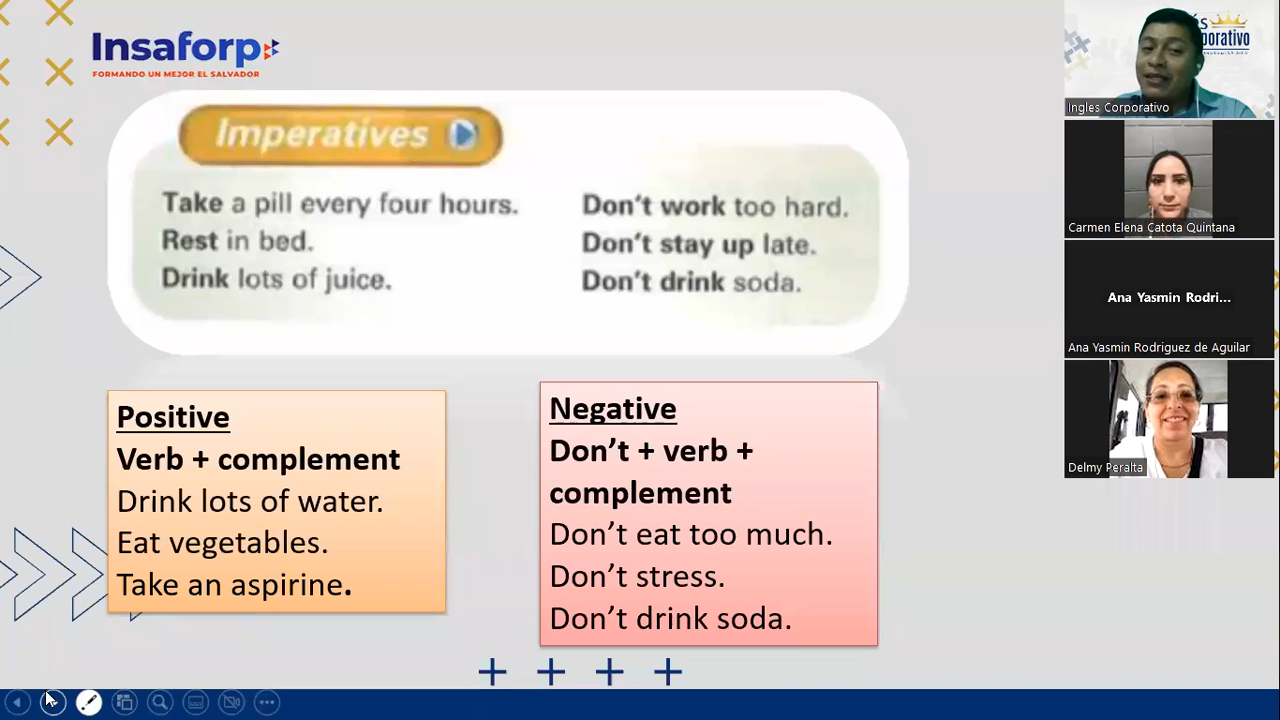 Insaforp
FORMANDO UN MEJOR EL SALVADOR
Imperatives
Take a pill every four hours.
Rest in bed.
Drink lots of juice.
Don't work too hard.
Don't stay up late.
Don't drink soda.
Positive
Verb + complement
Drink lots of water.
Eat vegetables.
Take an aspirine.
Negative
Don't + verb +
complement
Don't eat too much.
Don't stress.
Don't drink soda.
Ingles Corporativo
Carmen Elena Catota Quintana
Ana Yasmin Rodri...
Ana Yasmin Rodriguez de Aguilar
Delmy Peralta